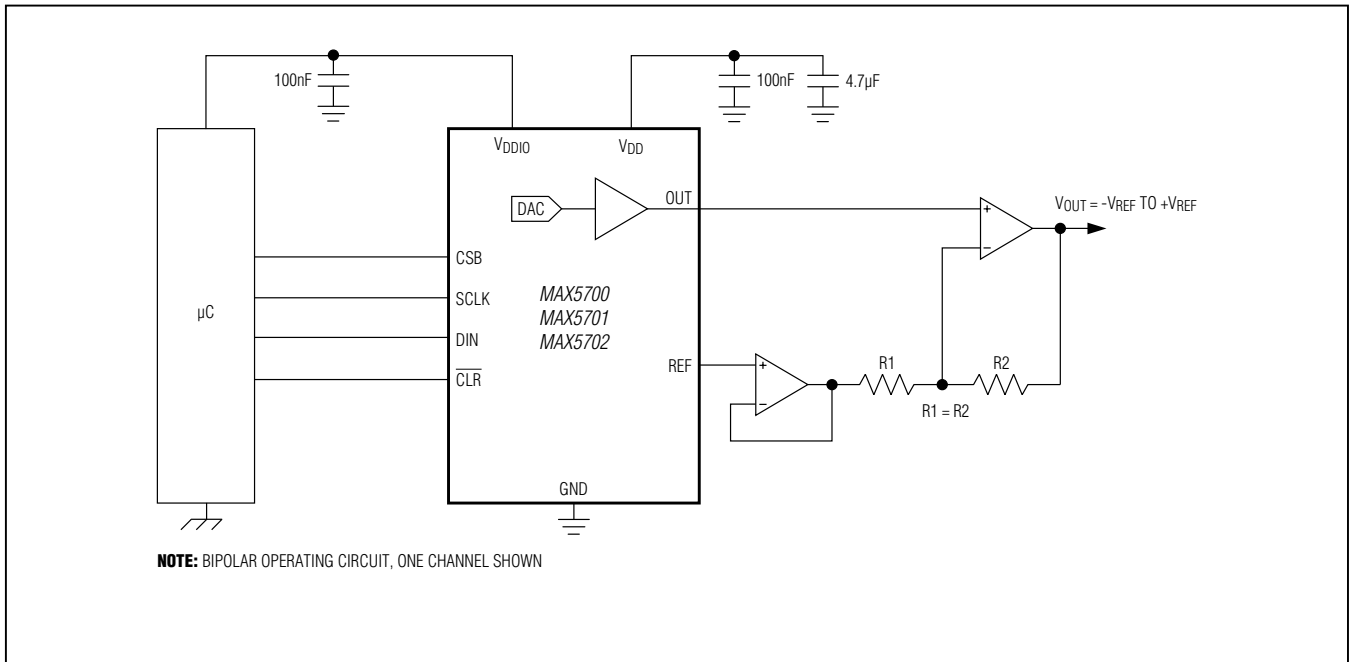 100nF
100nF
4.7µF
VDDIO
VDD
DAC
OUT
+
-
VOUT = -VREF TO +VREF
µC
CSB
SCLK
DIN
CLR
MAX5700
MAX5701
MAX5702
REF
+
-
R1
R2
R1 = R2
GND
NOTE: BIPOLAR OPERATING CIRCUIT, ONE CHANNEL SHOWN